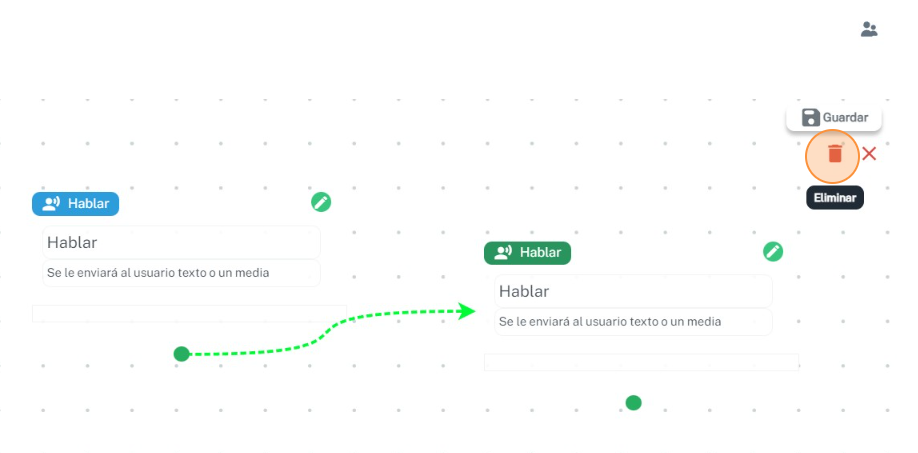 Guardar
Eliminar
Hablar
Hablar
Se le enviará al usuario texto o un media
Hablar
Hablar
Se le enviará al usuario texto o un media